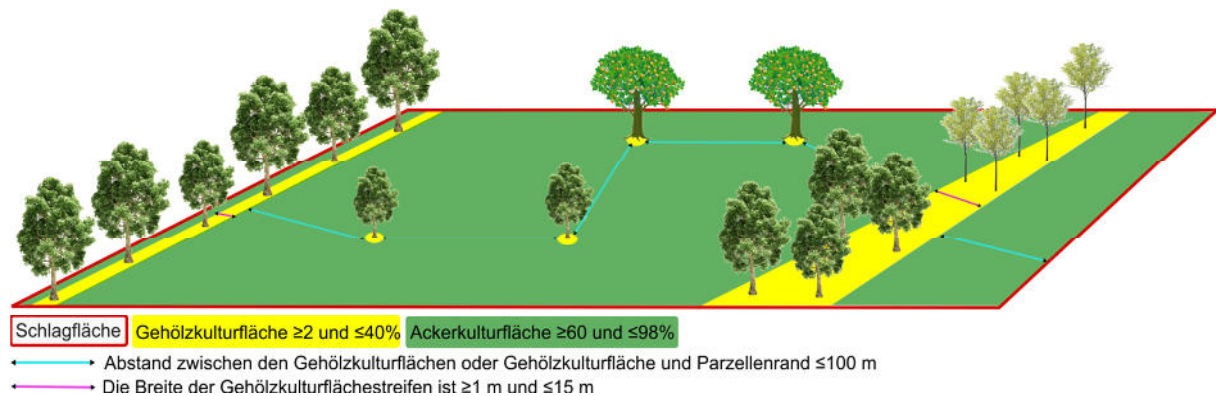 Schlagfläche Gehölzkulturfläche ≥2 und ≤40% Ackerkulturfläche ≥60 und ≤98%
Abstand zwischen den Gehölzkulturflächen oder Gehölzkulturfläche und Parzellenrand ≤100 m
Die Breite der Gehölzkulturflächestreifen ist ≥1 m und ≤15 m